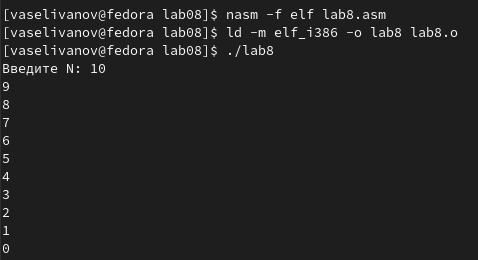 [vaselivanov@fedora lab08]$ nasm -f elf lab8.asm
[vaselivanov@fedora lab08]$ ld -m elf_i386 -o lab8 lab8.o
[vaselivanov@fedora lab08]$ ./lab8
Введите N: 10
9
8
7
6
5
4
3
2
1
0